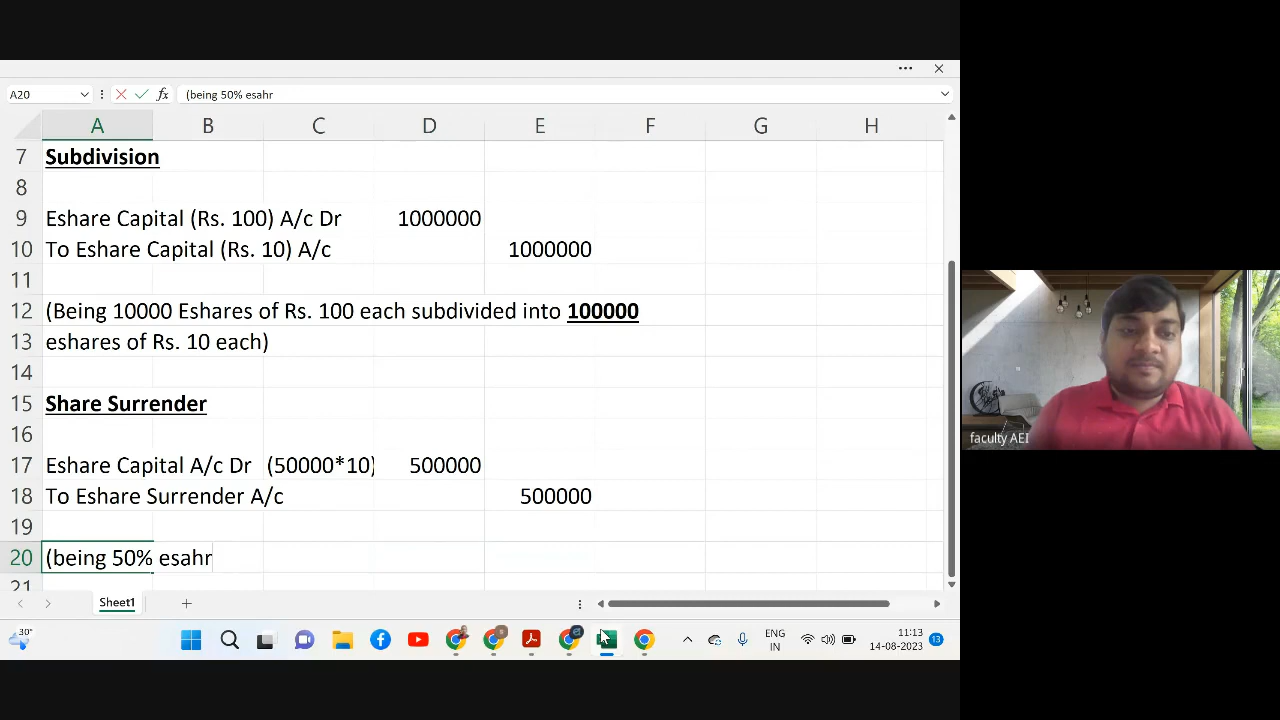 A20
fx
(being 50% esahr
A B C D E F G H
7 Subdivision
8
9 Eshare Capital (Rs. 100) A/c Dr 1000000
10 To Eshare Capital (Rs. 10) A/c 1000000
11
12 (Being 10000 Eshares of Rs. 100 each subdivided into 100000
13 eshares of Rs. 10 each)
14
15 Share Surrender
16
17 Eshare Capital A/c Dr (50000*10) 500000
18 To Eshare Surrender A/c 500000
19
20 (being 50% esahr
21
Sheet1
30°
ENG
IN
11:13
14-08-2023
13
faculty AEI